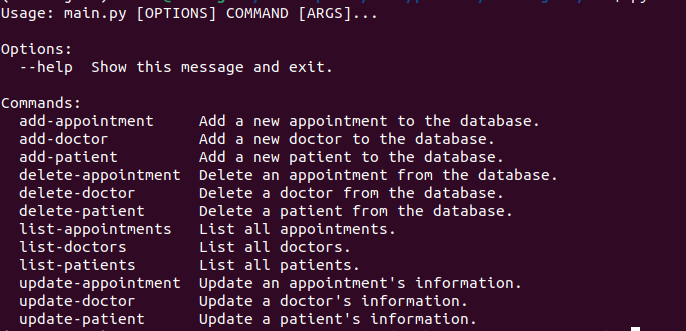 Usage: main.py [OPTIONS] COMMAND [ARGS]...
Options:
--help  Show this message and exit.
Commands:
add-appointment     Add a new appointment to the database.
add-doctor          Add a new doctor to the database.
add-patient         Add a new patient to the database.
delete-appointment  Delete an appointment from the database.
delete-doctor       Delete a doctor from the database.
delete-patient      Delete a patient from the database.
list-appointments   List all appointments.
list-doctors        List all doctors.
list-patients       List all patients.
update-appointment  Update an appointment's information.
update-doctor       Update a doctor's information.
update-patient      Update a patient's information.